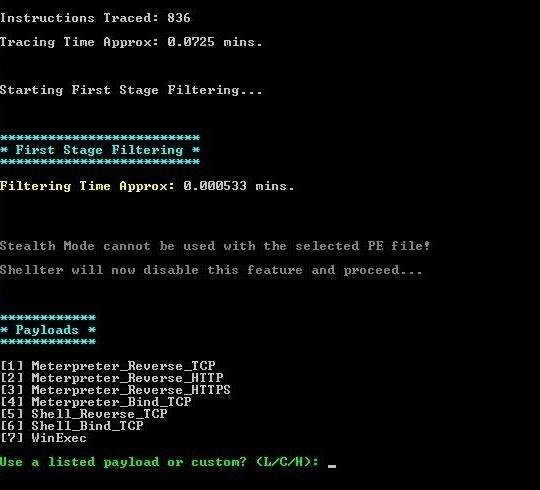 Instructions Traced: 836
Tracing Time Approx: 0.0725 mins.
Starting First Stage Filtering...
*************************
* First Stage Filtering *
*************************
Filtering Time Approx: 0.000533 mins.
Stealth Mode cannot be used with the selected PE file!
Shellter will now disable this feature and proceed...
************
* Payloads *
************
[1] Meterpreter_Reverse_TCP
[2] Meterpreter_Reverse_HTTP
[3] Meterpreter_Reverse_HTTPS
[4] Meterpreter_Bind_TCP
[5] Shell_Reverse_TCP
[6] Shell_Bind_TCP
[7] WinExec
Use a listed payload or custom? (L/C/H): _